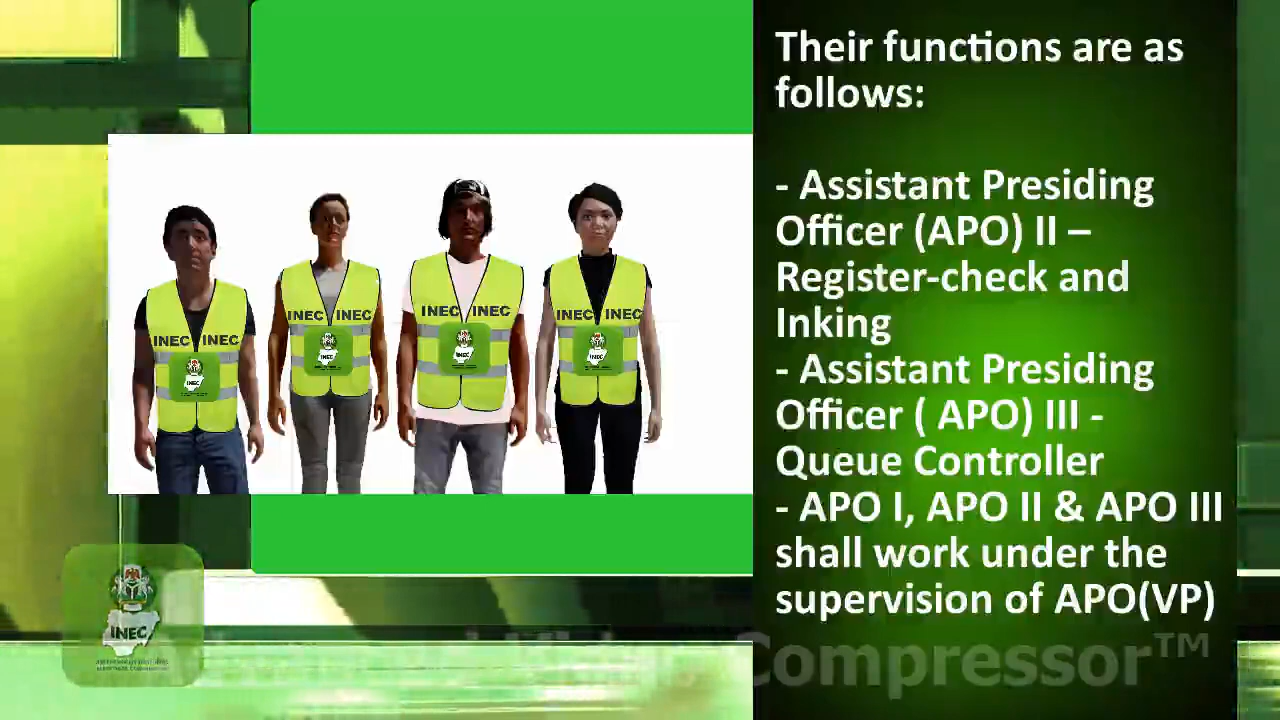 Their functions are as
follows:
- Assistant Presiding
Officer (APO) II –
Register-check and
Inking
- Assistant Presiding
Officer ( APO) III -
Queue Controller
- APO I, APO II & APO III
shall work under the
supervision of APO(VP)
INEC INEC
INEC INEC
INEC INEC
INEC INEC
INEC
INEC
Compressor™